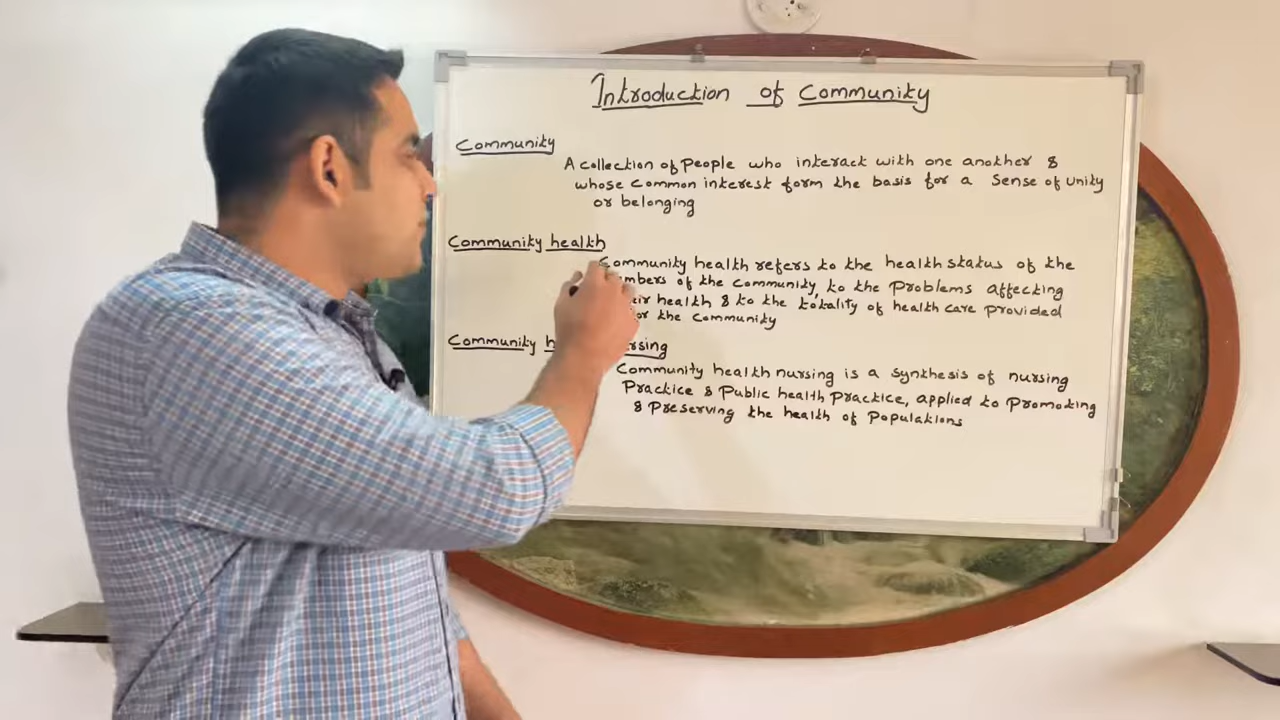 Introduction of Community
Community
A collection of People who interact with one another &
whose common interest form the basis for a sense of unity
or belonging
Community health
Community health refers to the health status of the
of the community, to the Problems affecting
health & to the totality of health care provided
the community
Community
Community health nursing is a synthesis of nursing
Practice & Public health Practice, applied to Promoting
& Preserving the health of Populations